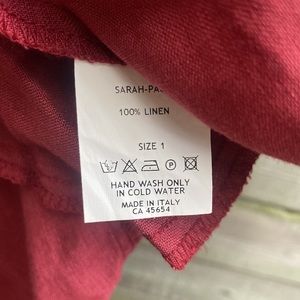 SARAH-PA
100% LINEN
SIZE 1
HAND WASH ONLY
IN COLD WATER
MADE IN ITALY
CA 45654